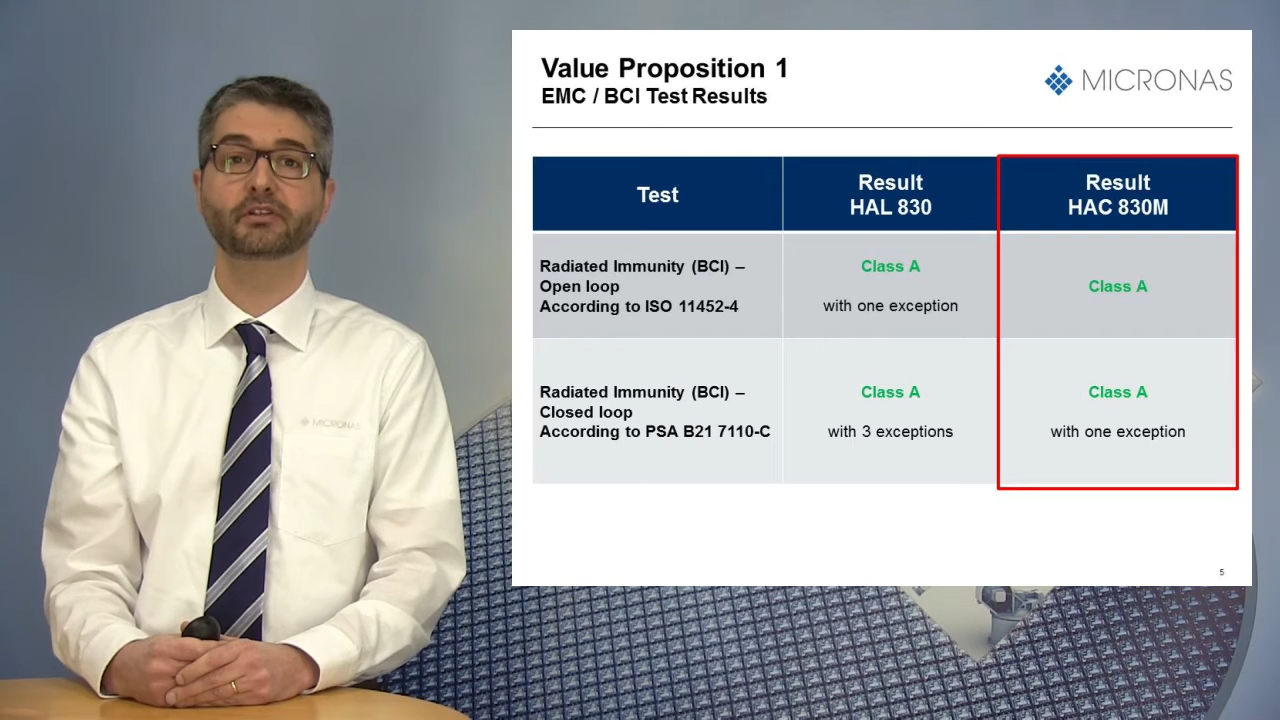 Value Proposition 1
EMC / BCI Test Results
MICRONAS
Test
Result
HAL 830
Result
HAC 830M
Radiated Immunity (BCI) –
Open loop
According to ISO 11452-4
Class A
with one exception
Class A
Radiated Immunity (BCI) –
Closed loop
According to PSA B21 7110-C
Class A
with 3 exceptions
Class A
with one exception
5
MICRONAS